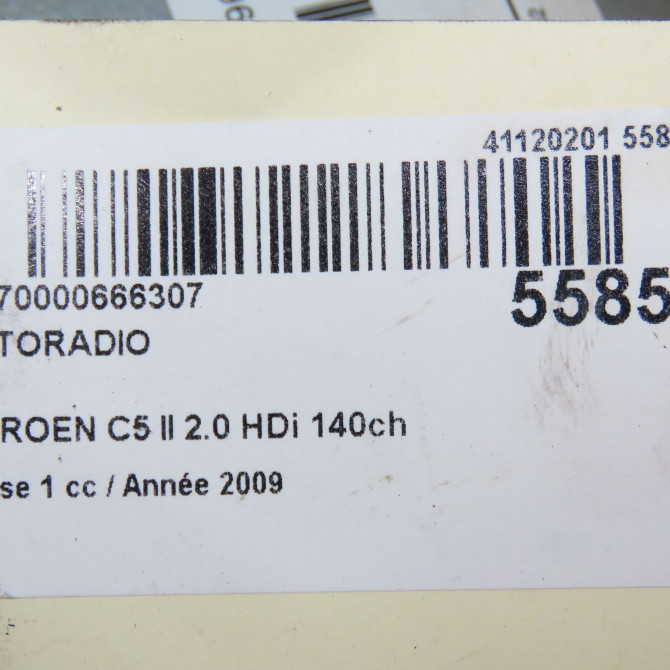 41120201 558
70000666307
5585
TORADIO
ROEN C5 II 2.0 HDi 140ch
se 1 cc / Année 2009